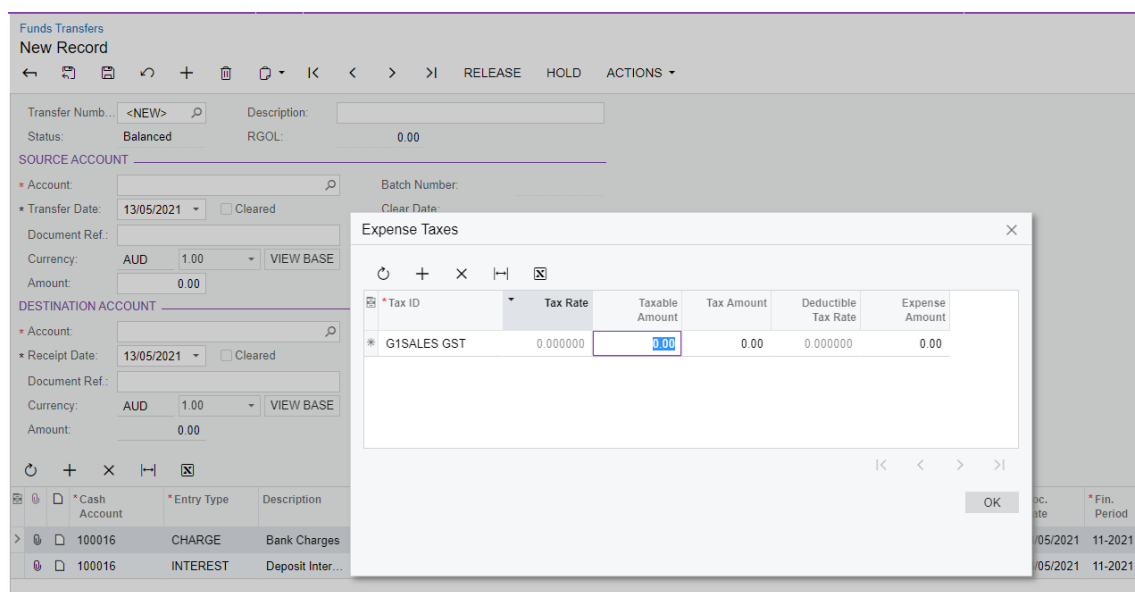 Funds Transfers
New Record
RELEASE HOLD ACTIONS
Transfer Numb... <NEW> Description:
Status: Balanced RGOL: 0.00
SOURCE ACCOUNT
* Account: Batch Number:
* Transfer Date: 13/05/2021 Cleared Clear Date:
Document Ref.:
Currency: AUD 1.00 VIEW BASE
Amount: 0.00
DESTINATION ACCOUNT
* Account:
* Receipt Date: 13/05/2021 Cleared
Document Ref.:
Currency: AUD 1.00 VIEW BASE
Amount: 0.00
Expense Taxes
* Tax ID Tax Rate Taxable Amount Tax Amount Deductible Tax Rate Expense Amount
G1SALES GST 0.000000 0.00 0.00 0.000000 0.00
OK
* Cash Account * Entry Type Description * Fin. Period
100016 CHARGE Bank Charges /05/2021 11-2021
100016 INTEREST Deposit Inter... /05/2021 11-2021